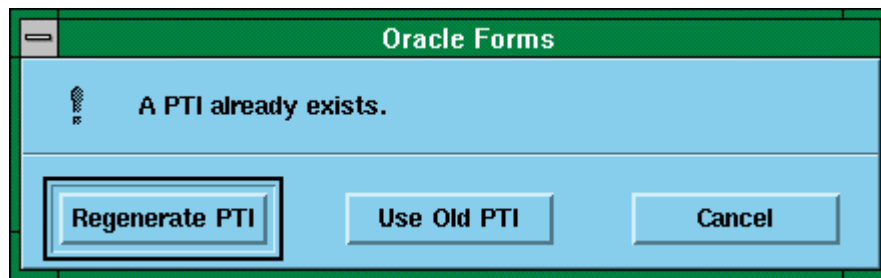 Oracle Forms
A PTI already exists.
Regenerate PTI Use Old PTI Cancel